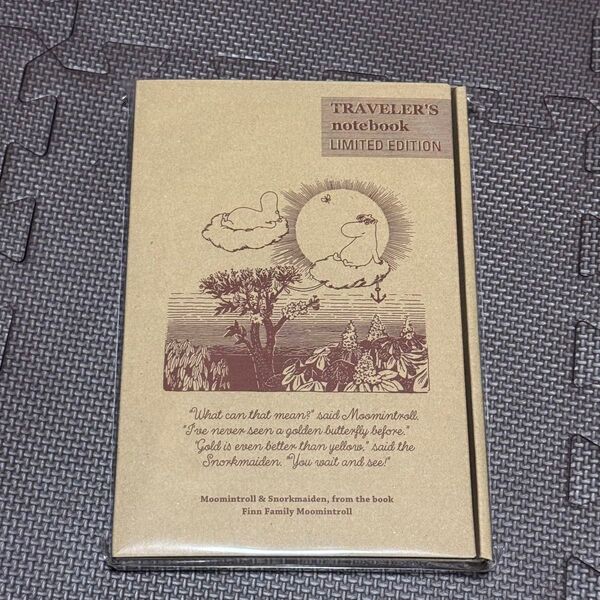 TRAVELER'S
notebook
LIMITED EDITION
"What can that mean?" said Moomintroll.
"I've never seen a golden butterfly before."
"Gold is even better than yellow," said the
Snorkmaiden. "You wait and see!"
Moomintroll & Snorkmaiden, from the book
Finn Family Moomintroll